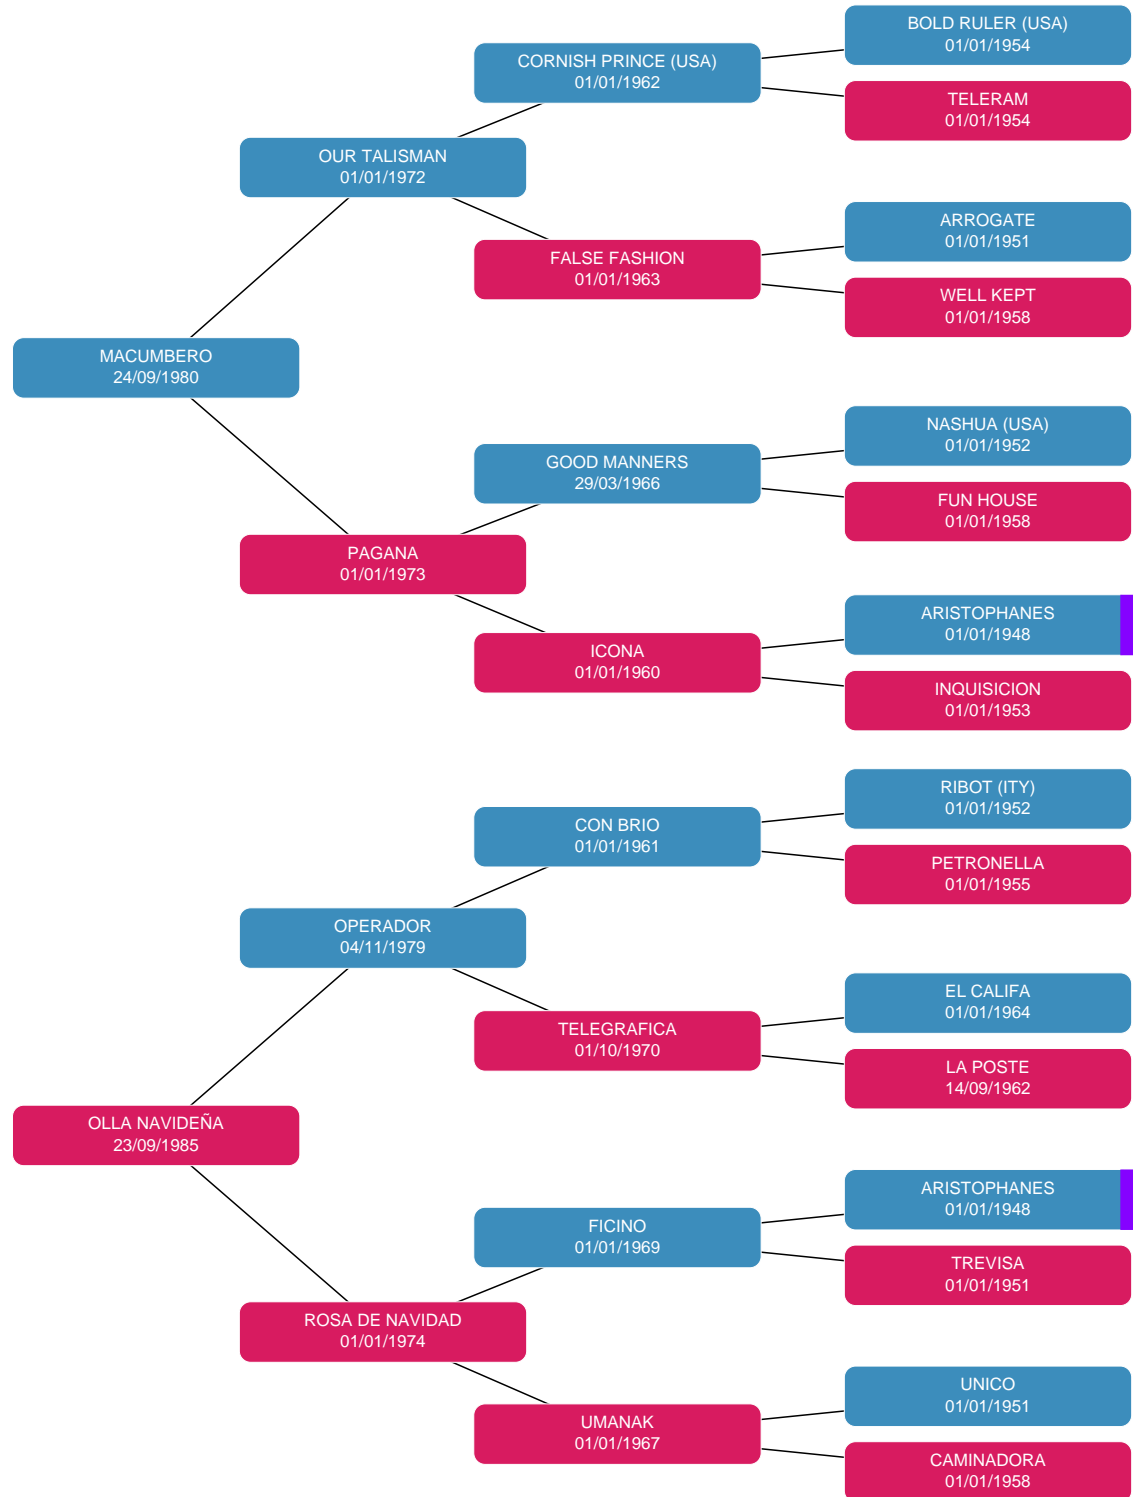 BOLD RULER (USA)
01/01/1954
CORNISH PRINCE (USA)
01/01/1962
TELERAM
01/01/1954
OUR TALISMAN
01/01/1972
ARROGATE
01/01/1951
FALSE FASHION
01/01/1963
WELL KEPT
01/01/1958
MACUMBERO
24/09/1980
NASHUA (USA)
01/01/1952
GOOD MANNERS
29/03/1966
FUN HOUSE
01/01/1958
PAGANA
01/01/1973
ARISTOPHANES
01/01/1948
ICONA
01/01/1960
INQUISICION
01/01/1953
RIBOT (ITY)
01/01/1952
CON BRIO
01/01/1961
PETRONELLA
01/01/1955
OPERADOR
04/11/1979
EL CALIFA
01/01/1964
TELEGRAFICA
01/10/1970
LA POSTE
14/09/1962
OLLA NAVIDEÑA
23/09/1985
ARISTOPHANES
01/01/1948
FICINO
01/01/1969
TREVISA
01/01/1951
ROSA DE NAVIDAD
01/01/1974
UNICO
01/01/1951
UMANAK
01/01/1967
CAMINADORA
01/01/1958